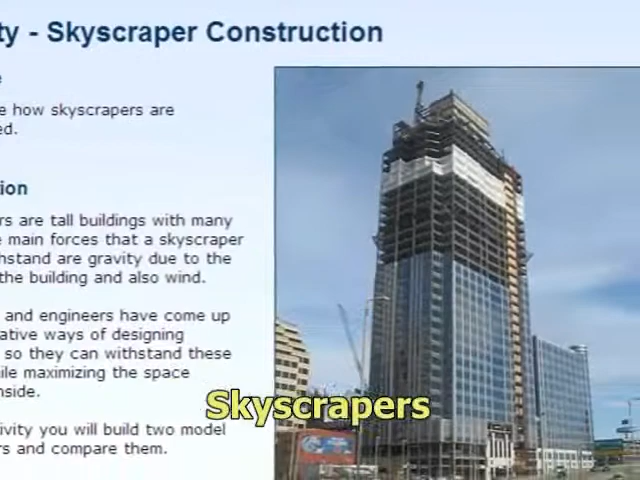 ty - Skyscraper Construction
e
e how skyscrapers are
ed.
ion
rs are tall buildings with many
e main forces that a skyscraper
hstand are gravity due to the
the building and also wind.
and engineers have come up
ative ways of designing
so they can withstand these
ile maximizing the space
nside.
ivity you will build two model
rs and compare them.
Skyscrapers